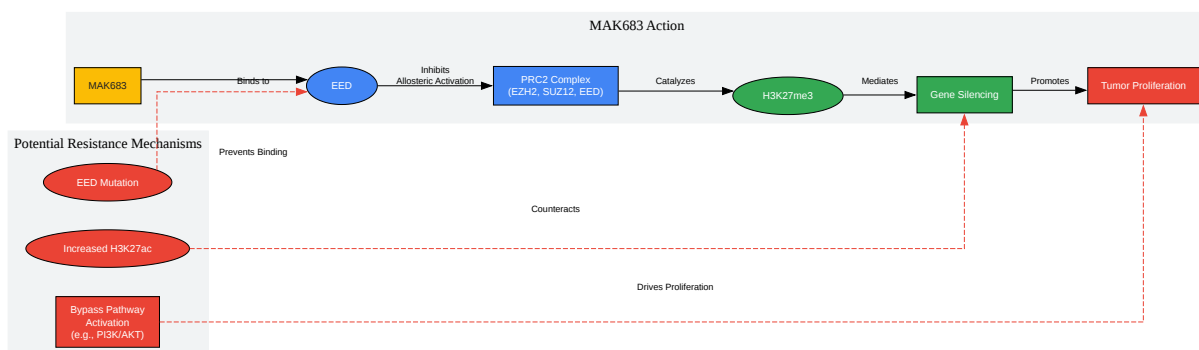 MAK683 Action
MAK683
Binds to
EED
Inhibits
Allosteric Activation
PRC2 Complex
(EZH2, SUZ12, EED)
Catalyzes
H3K27me3
Mediates
Gene Silencing
Promotes
Tumor Proliferation
Potential Resistance Mechanisms
Prevents Binding
EED Mutation
Counteracts
Increased H3K27ac
Drives Proliferation
Bypass Pathway
Activation
(e.g., PI3K/AKT)